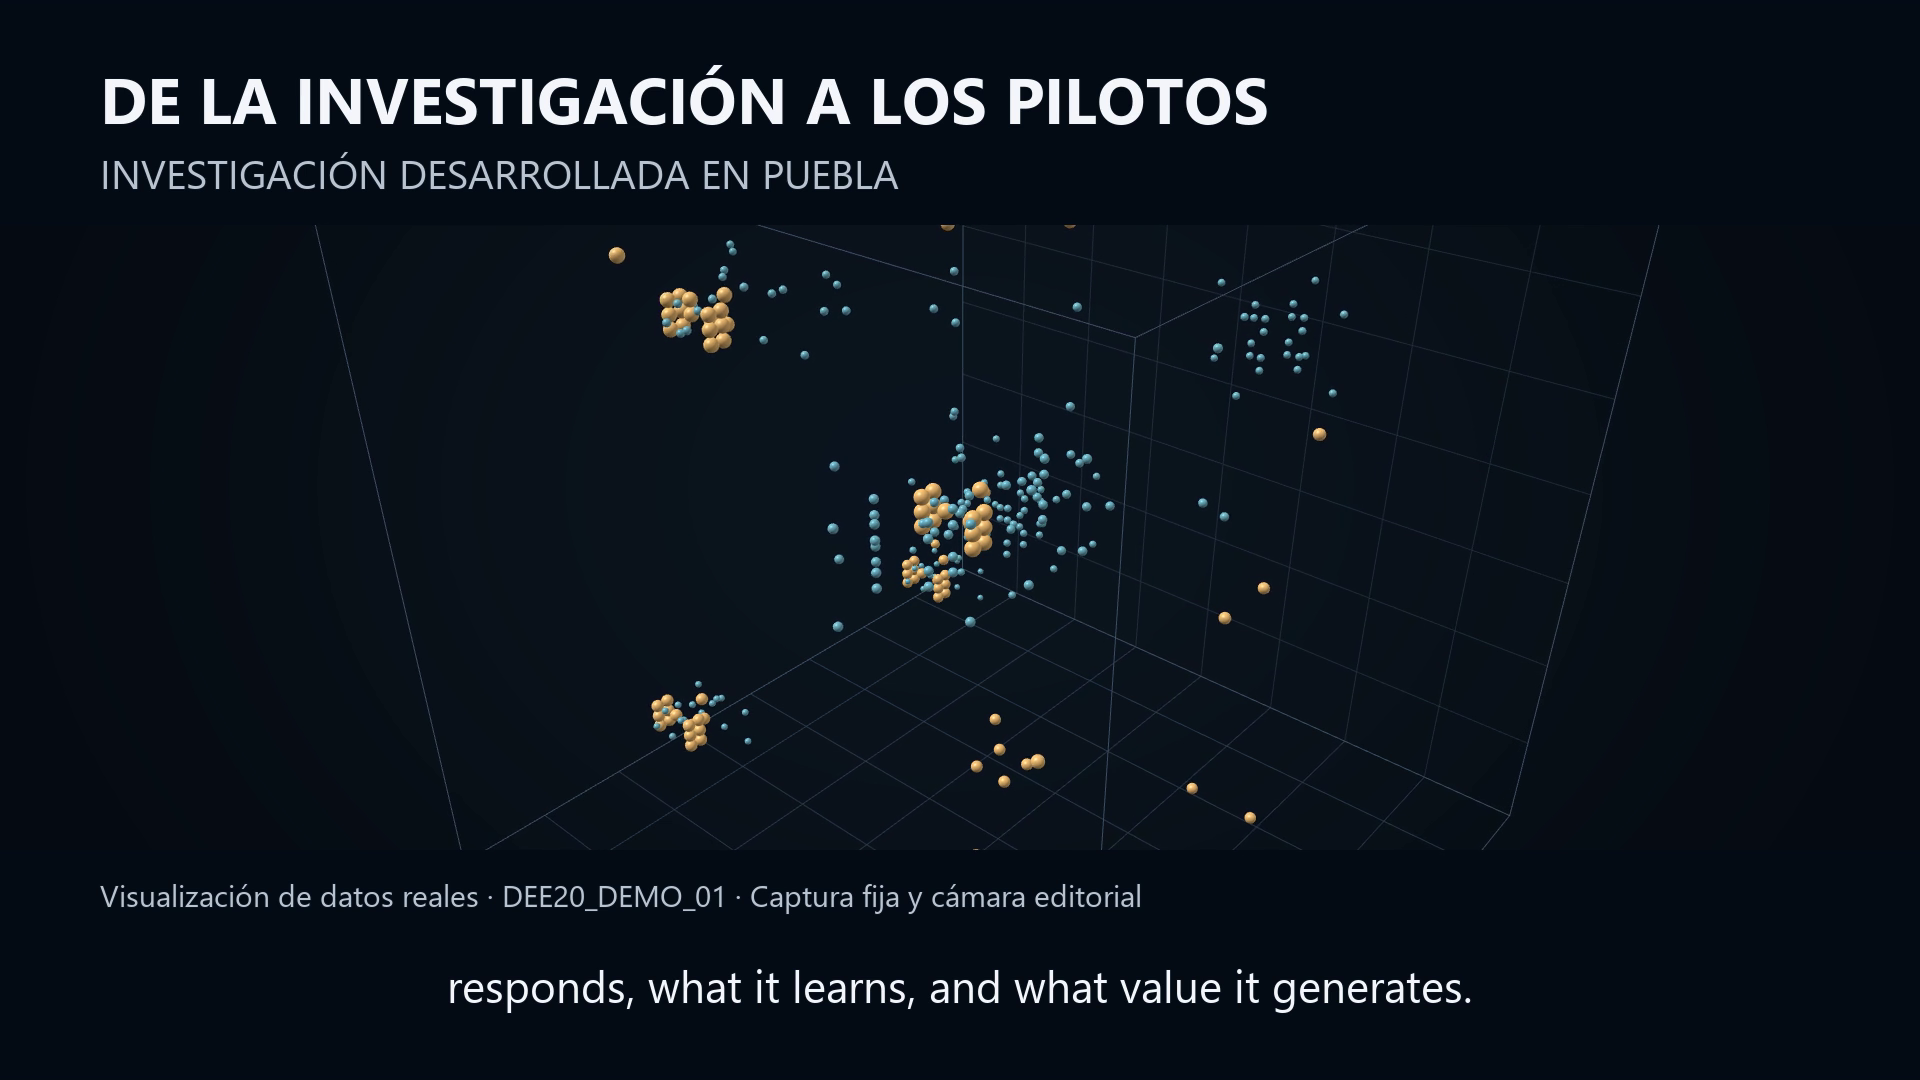 DE LA INVESTIGACIÓN A LOS PILOTOS
INVESTIGACIÓN DESARROLLADA EN PUEBLA
Visualización de datos reales · DEE20_DEMO_01 · Captura fija y cámara editorial
responds, what it learns, and what value it generates.